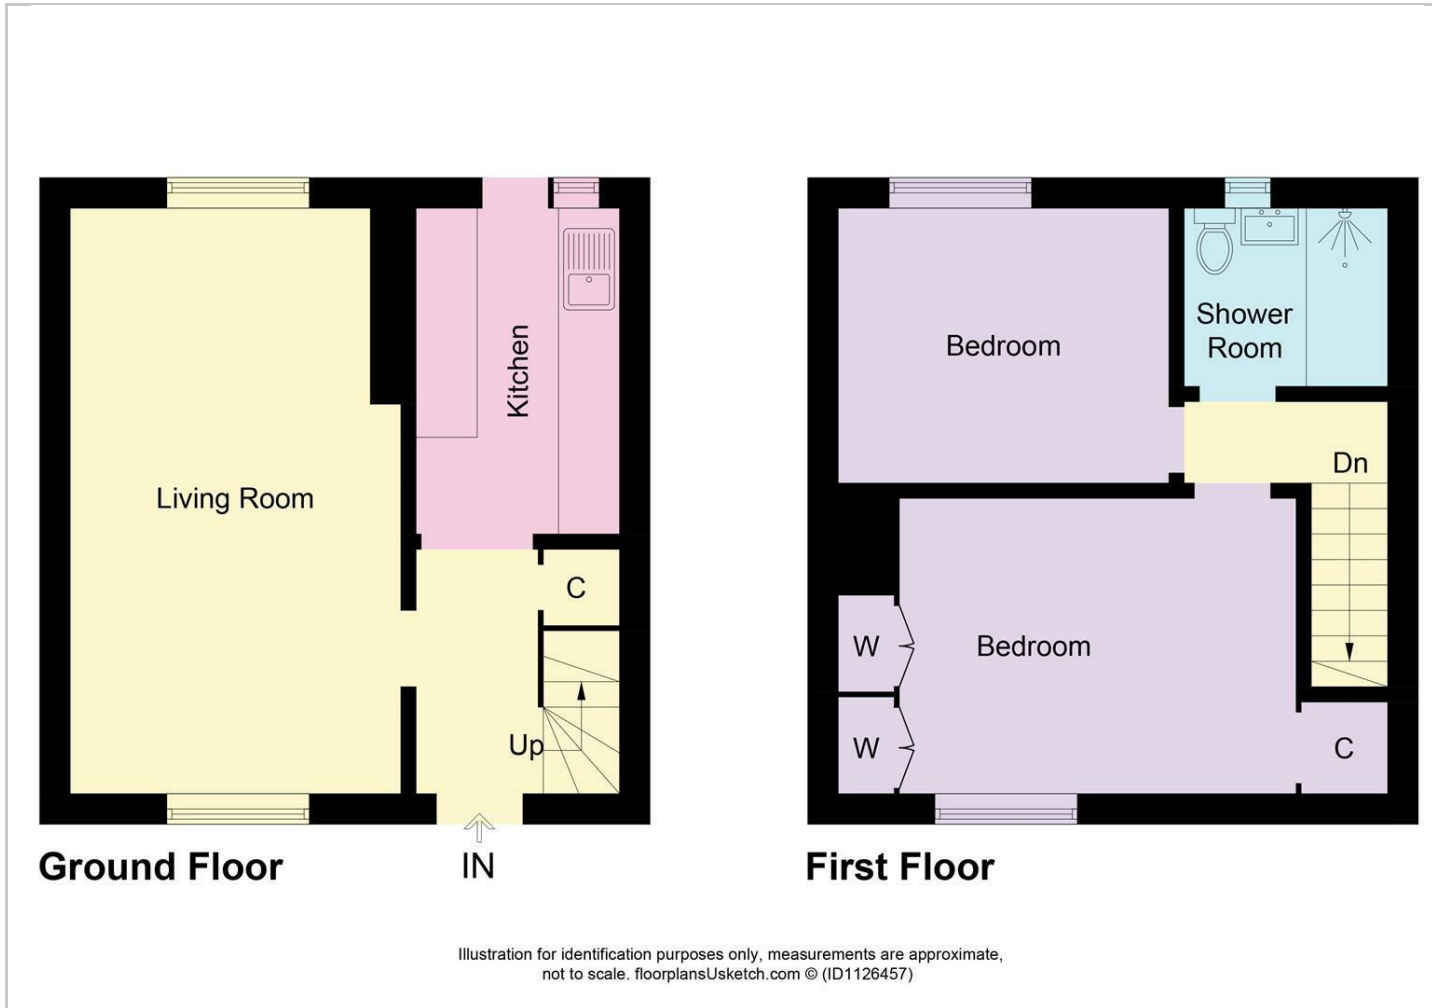 Living Room
Kitchen
C
Up
IN
Ground Floor
Bedroom
Shower
Room
Dn
Bedroom
W
W
C
First Floor
Illustration for identification purposes only, measurements are approximate,
not to scale. floorplansUsketch.com © (ID1126457)